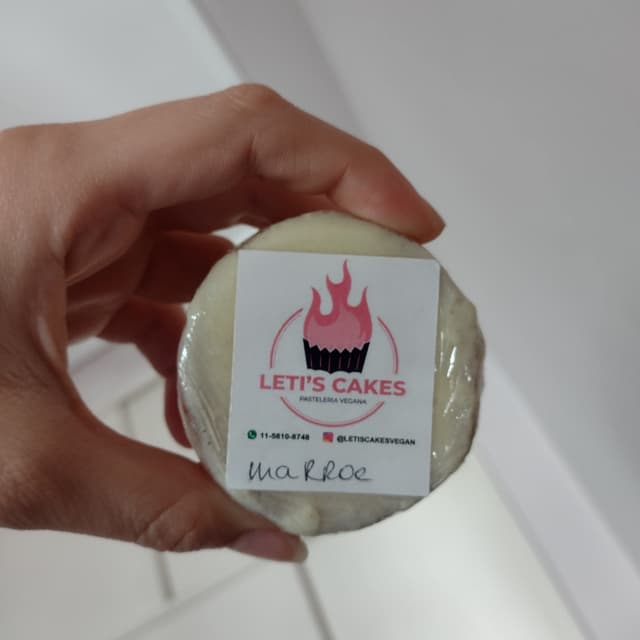 LETI'S CAKES
PASTELERIA VEGANA
11-5810-8748 @LETISCAKESVEGAN
MARROC